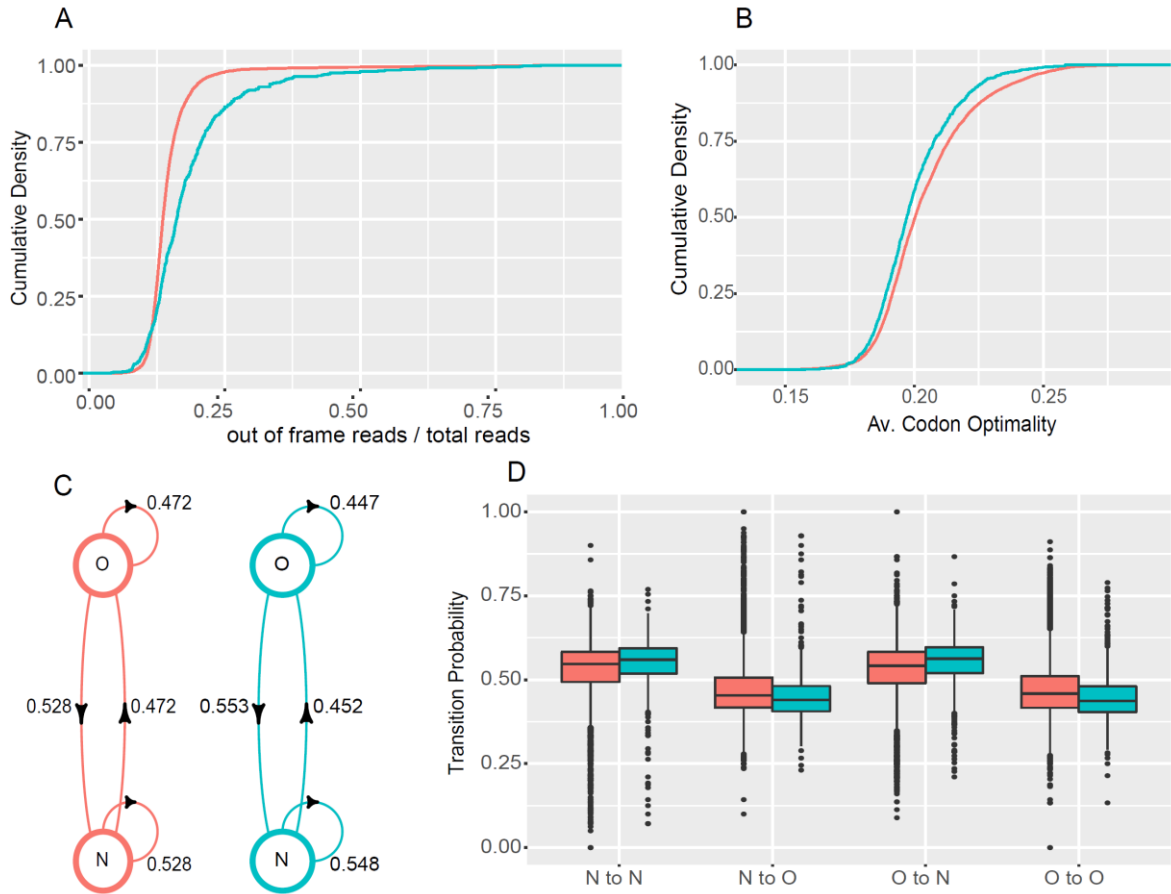 A
1.00
0.75
0.50
0.25
0.00
Cumulative Density
0.00 0.25 0.50 0.75 1.00
out of frame reads / total reads
B
1.00
0.75
0.50
0.25
0.00
Cumulative Density
0.15 0.20 0.25
Av. Codon Optimality
C
0.472
O
0.528
0.472
N
0.528
0.447
O
0.553
0.452
N
0.548
D
1.00
0.75
0.50
0.25
0.00
Transition Probability
N to N N to O O to N O to O